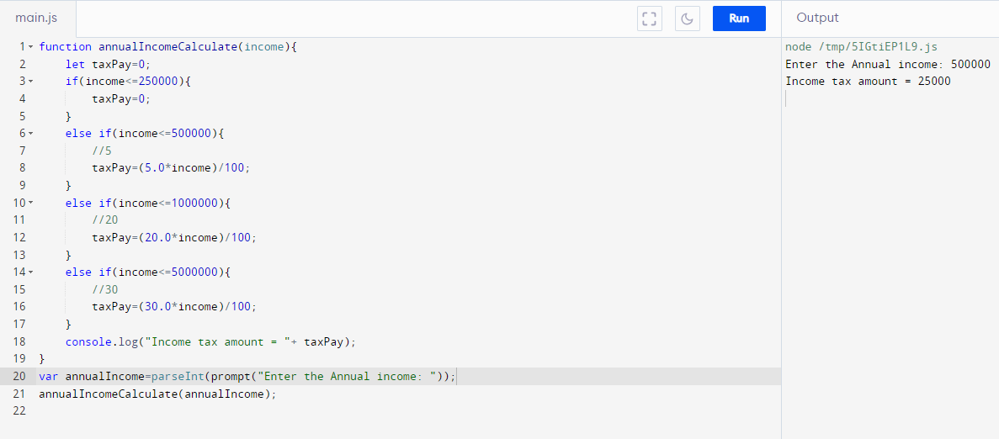 main.js
Run
Output
1 function annualIncomeCalculate(income){
2     let taxPay=0;
3     if(income<=250000){
4         taxPay=0;
5     }
6     else if(income<=500000){
7         //5
8         taxPay=(5.0*income)/100;
9     }
10     else if(income<=1000000){
11         //20
12         taxPay=(20.0*income)/100;
13     }
14     else if(income<=5000000){
15         //30
16         taxPay=(30.0*income)/100;
17     }
18     console.log("Income tax amount = "+ taxPay);
19 }
20 var annualIncome=parseInt(prompt("Enter the Annual income: "));
21 annualIncomeCalculate(annualIncome);
22
node /tmp/5IGtiEP1L9.js
Enter the Annual income: 500000
Income tax amount = 25000